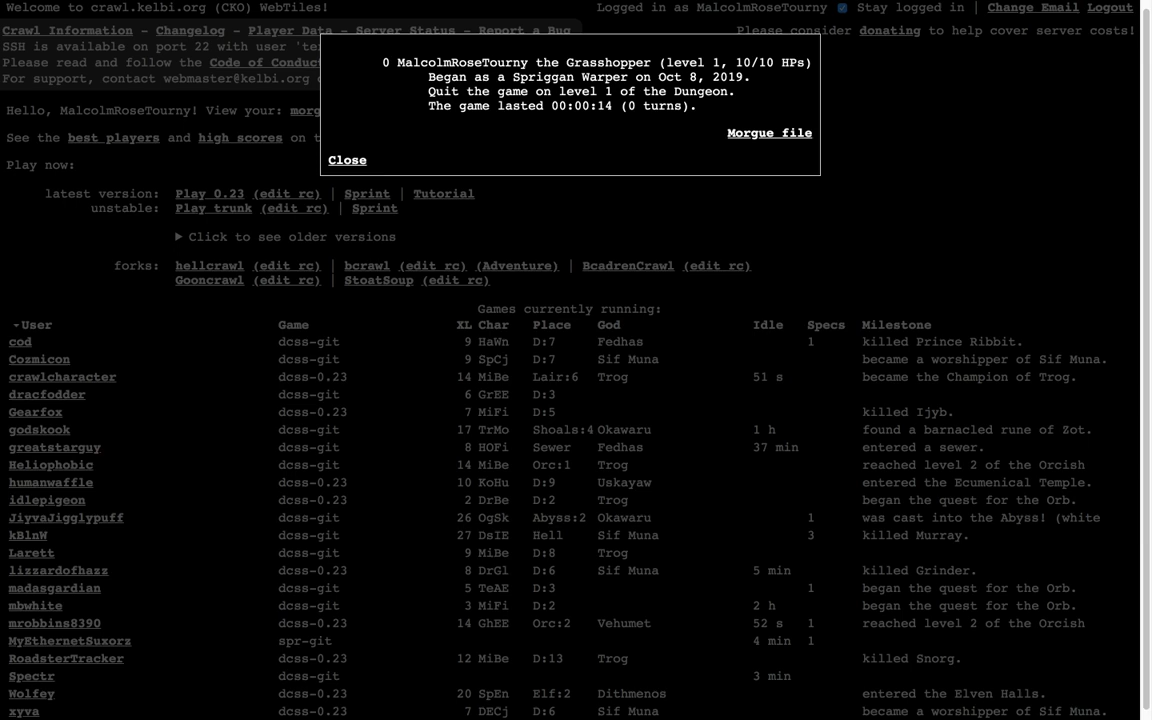 Welcome to crawl.kelbi.org (CKO) WebTiles!
Logged in as MalcolmRoseTourny Stay logged in | Change Email Logout
Crawl Information - Changelog - Player Data - Server Status - Report a Bug
Please consider donating to help cover server costs!
SSH is available on port 22 with user 'te
Please read and follow the Code of Conduc
For support, contact webmaster@kelbi.org
0 MalcolmRoseTourny the Grasshopper (level 1, 10/10 HPs)
Began as a Spriggan Warper on Oct 8, 2019.
Quit the game on level 1 of the Dungeon.
The game lasted 00:00:14 (0 turns).
Morgue file
Close
Hello, MalcolmRoseTourny! View your: morg
See the best players and high scores on t
Play now:
latest version: Play 0.23 (edit rc) | Sprint | Tutorial
unstable: Play trunk (edit rc) | Sprint
▶ Click to see older versions
forks: hellcrawl (edit rc) | bcrawl (edit rc) (Adventure) | BcadrenCrawl (edit rc)
Gooncrawl (edit rc) | StoatSoup (edit rc)
Games currently running:
User Game XL Char Place God Idle Specs Milestone
cod dcss-git 9 HaWn D:7 Fedhas 1 killed Prince Ribbit.
Cozmicon dcss-git 9 SpCj D:7 Sif Muna became a worshipper of Sif Muna.
crawlcharacter dcss-0.23 14 MiBe Lair:6 Trog 51 s became the Champion of Trog.
dracfodder dcss-git 6 GrEE D:3
Gearfox dcss-0.23 7 MiFi D:5 killed Ijyb.
godskook dcss-git 17 TrMo Shoals:4 Okawaru 1 h found a barnacled rune of Zot.
greatstarguy dcss-git 8 HOFi Sewer Fedhas 37 min entered a sewer.
Heliophobic dcss-git 14 MiBe Orc:1 Trog reached level 2 of the Orcish
humanwaffle dcss-git 10 KoHu D:9 Uskayaw entered the Ecumenical Temple.
idlepigeon dcss-git 2 DrBe D:2 Trog began the quest for the Orb.
JiyvaJigglypuff dcss-git 26 OgSk Abyss:2 Okawaru 1 was cast into the Abyss! (white
kBlnW dcss-git 27 DsIE Hell Sif Muna 3 killed Murray.
Larett dcss-git 9 MiBe D:8 Trog
lizzardofhazz dcss-0.23 8 DrGl D:6 Sif Muna 5 min killed Grinder.
madasgardian dcss-git 5 TeAE D:3 1 began the quest for the Orb.
mbwhite dcss-git 3 MiFi D:2 2 h began the quest for the Orb.
mrobbins8390 dcss-0.23 14 GhEE Orc:2 Vehumet 52 s 1 reached level 2 of the Orcish
MyEthernetSuxorz spr-git 4 min 1
RoadsterTracker dcss-0.23 12 MiBe D:13 Trog killed Snorg.
Spectr dcss-git 3 min
Wolfey dcss-0.23 20 SpEn Elf:2 Dithmenos entered the Elven Halls.
xyva dcss-0.23 7 DECj D:6 Sif Muna became a worshipper of Sif Muna.